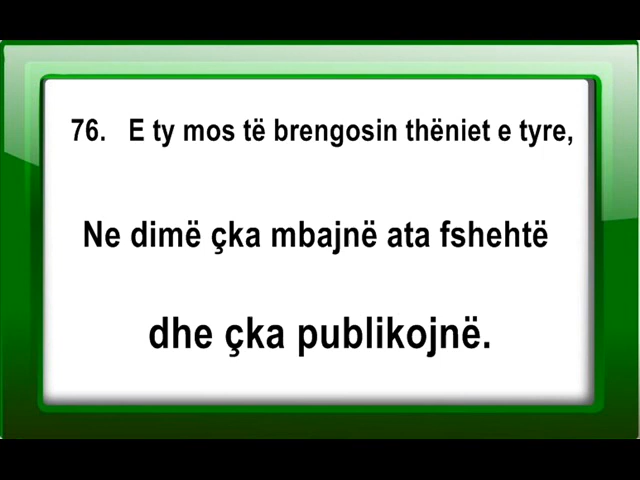 76. E ty mos të brengosin thëniet e tyre,
Ne dimë çka mbajnë ata fshehtë
dhe çka publikojnë.